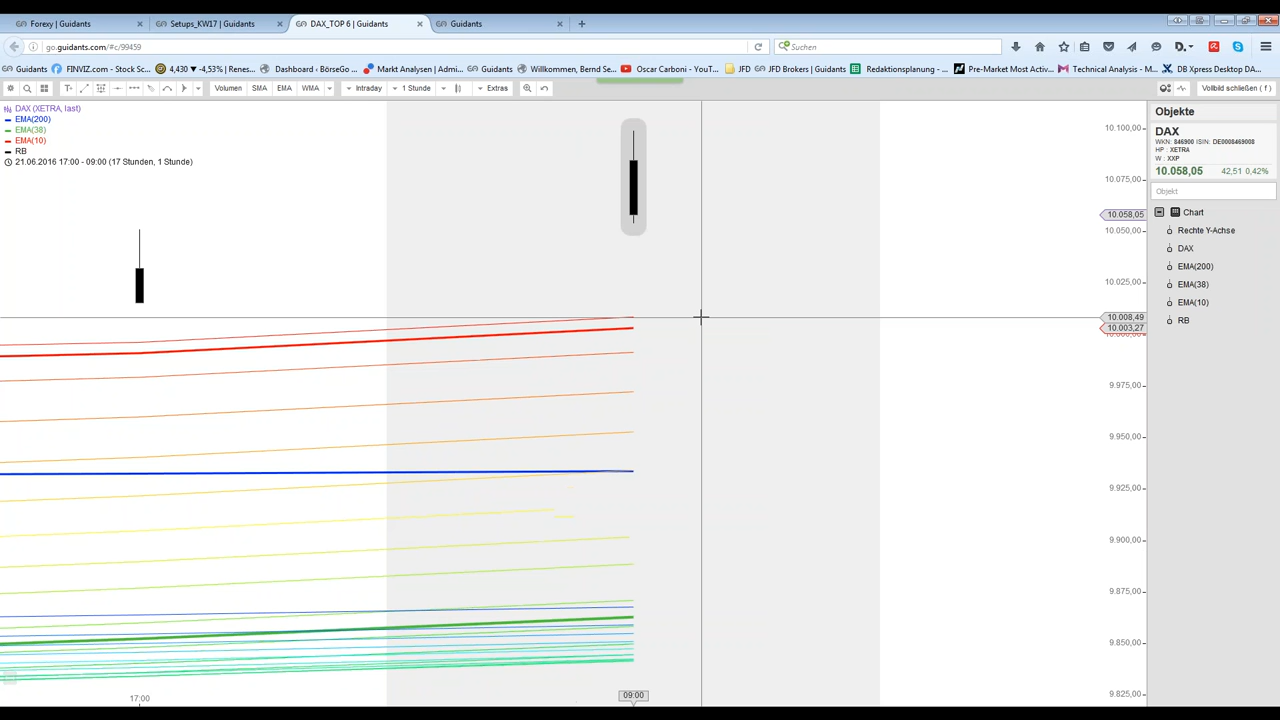 Forexy | Guidants
Setups_KW17 | Guidants
DAX_TOP 6 | Guidants
Guidants
go.guidants.com/#c/99459
Suchen
Guidants
FINVIZ.com - Stock Sc...
4,430 ▾ -4,53% | Renes...
Dashboard ‹ BörseGo ...
Markt Analysen | Admi...
Willkommen, Bernd Se...
Oscar Carboni - YouT...
JFD
JFD Brokers | Guidants
Redaktionsplanung - ...
Pre-Market Most Activ...
Technical Analysis - M...
DB Xpress Desktop DA...
Volumen
SMA
EMA
WMA
Intraday
1 Stunde
Extras
Vollbild schließen ( f )
DAX (XETRA, last)
EMA(200)
EMA(38)
EMA(10)
RB
21.06.2016 17:00 - 09:00 (17 Stunden, 1 Stunde)
10.100,00
10.075,00
10.058,05
10.050,00
10.025,00
10.008,49
10.003,27
9.975,00
9.950,00
9.925,00
9.900,00
9.875,00
9.850,00
9.825,00
17:00
09:00
Objekte
DAX
WKN: 846900 ISIN: DE0008469008
HP : XETRA
W : XXP
10.058,05 42,51 0,42%
Objekt
Chart
Rechte Y-Achse
DAX
EMA(200)
EMA(38)
EMA(10)
RB